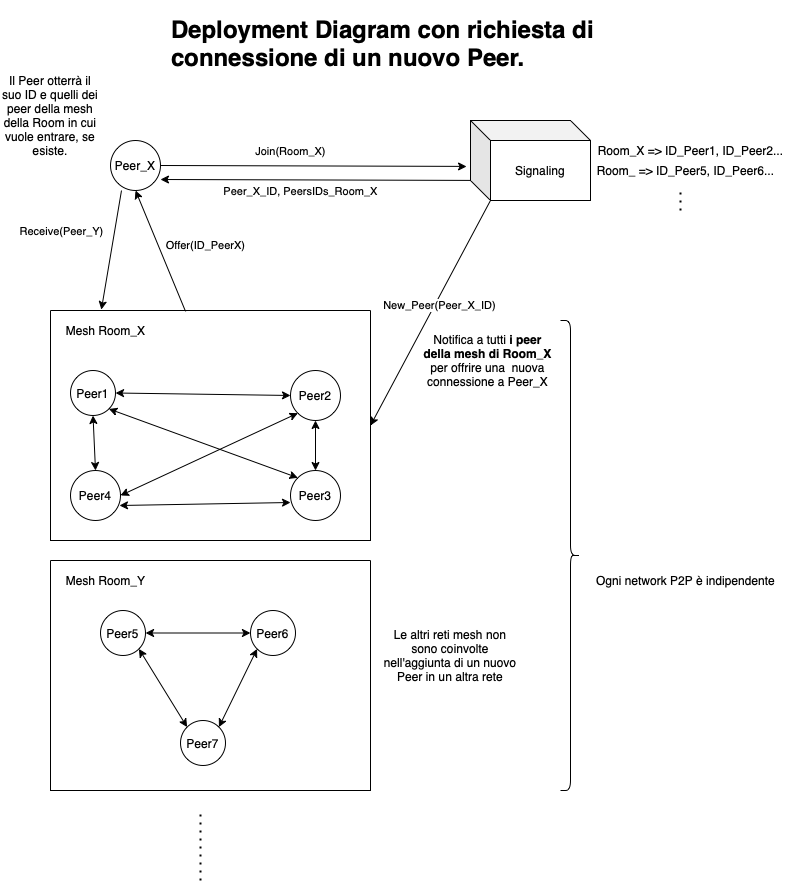 Deployment Diagram con richiesta di
connessione di un nuovo Peer.
Il Peer otterrà il
suo ID e quelli dei
peer della mesh
della Room in cui
vuole entrare, se
esiste.
Peer_X
Join(Room_X)
Peer_X_ID, PeersIDs_Room_X
Signaling
Room_X => ID_Peer1, ID_Peer2...
Room_ => ID_Peer5, ID_Peer6...
Receive(Peer_Y)
Offer(ID_PeerX)
New_Peer(Peer_X_ID)
Notifica a tutti i peer
della mesh di Room_X
per offrire una nuova
connessione a Peer_X
Mesh Room_X
Peer1
Peer2
Peer4
Peer3
Mesh Room_Y
Peer5
Peer6
Peer7
Le altri reti mesh non
sono coinvolte
nell'aggiunta di un nuovo
Peer in un altra rete
Ogni network P2P è indipendente